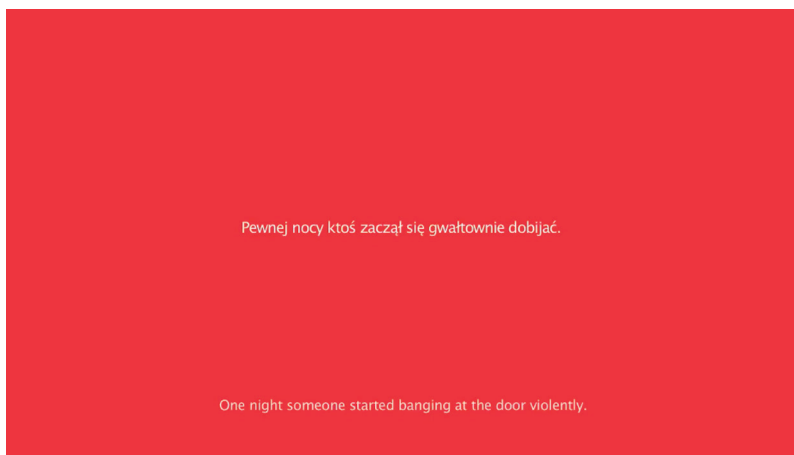 Pewnej nocy ktoś zaczął się gwałtownie dobijać.
One night someone started banging at the door violently.